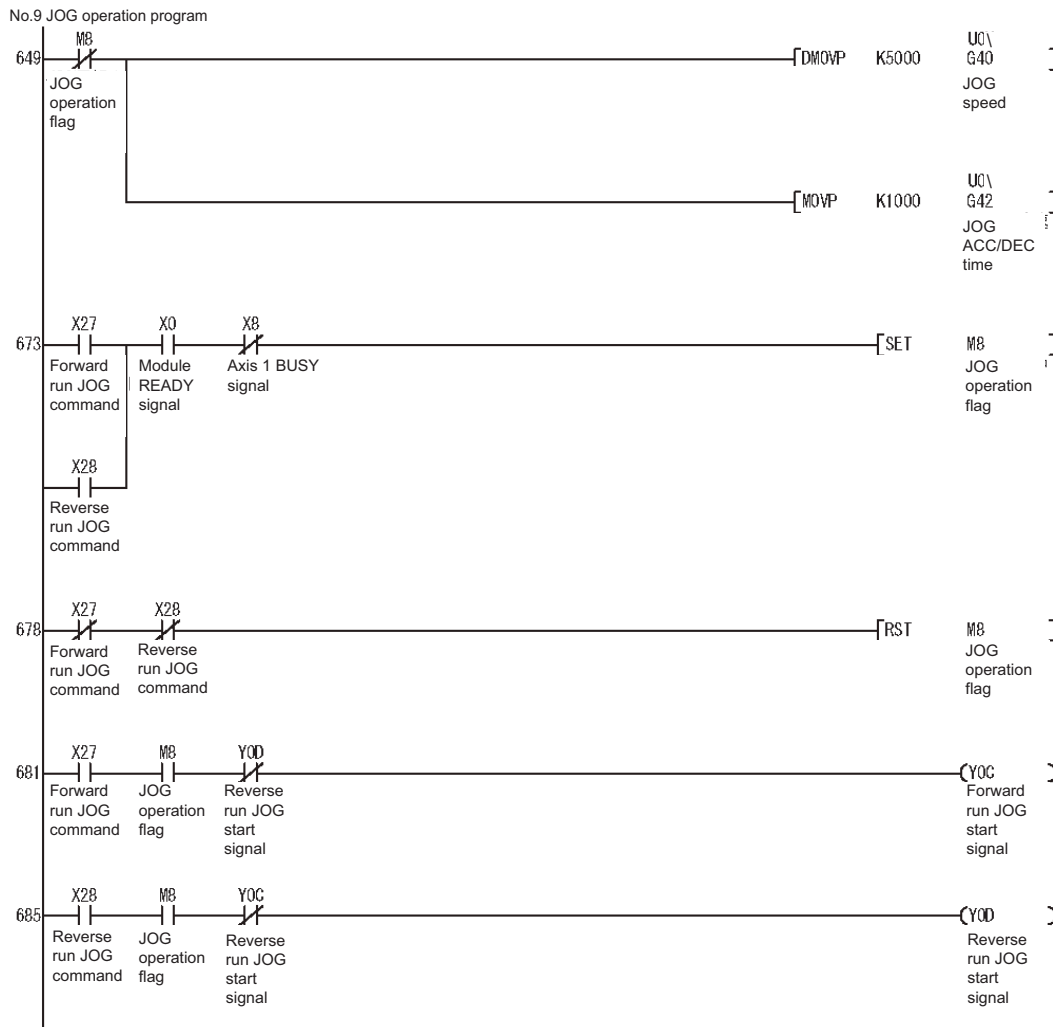 No.9 JOG operation program
M8
U0\
649
[DMOVP K5000 G40 ]
JOG
operation
flag
JOG
speed
U0\
[MOVP K1000 G42 ]
JOG
ACC/DEC
time
X27 X0 X8
673
[SET M8 ]
Forward
run JOG
command
Module
READY
signal
Axis 1 BUSY
signal
JOG
operation
flag
X28
Reverse
run JOG
command
X27 X28
678
[RST M8 ]
Forward
run JOG
command
Reverse
run JOG
command
JOG
operation
flag
X27 M8 Y0D
681
(Y0C )
Forward
run JOG
command
JOG
operation
flag
Reverse
run JOG
start
signal
Forward
run JOG
start
signal
X28 M8 Y0C
685
(Y0D )
Reverse
run JOG
command
JOG
operation
flag
Reverse
run JOG
start
signal
Reverse
run JOG
start
signal